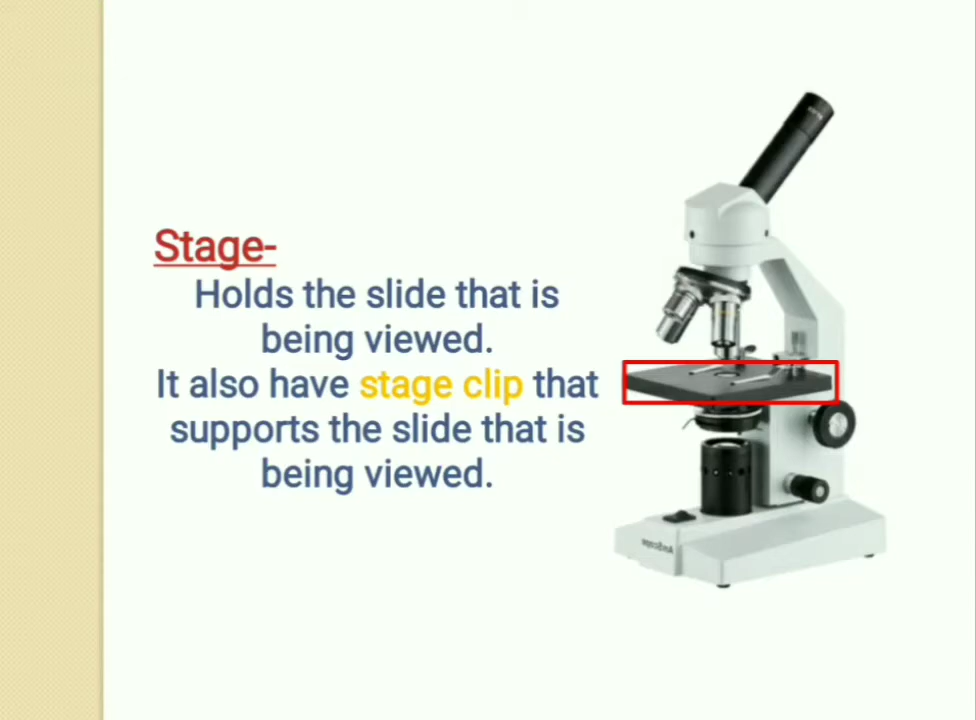 Stage-
Holds the slide that is
being viewed.
It also have stage clip that
supports the slide that is
being viewed.
AmScope